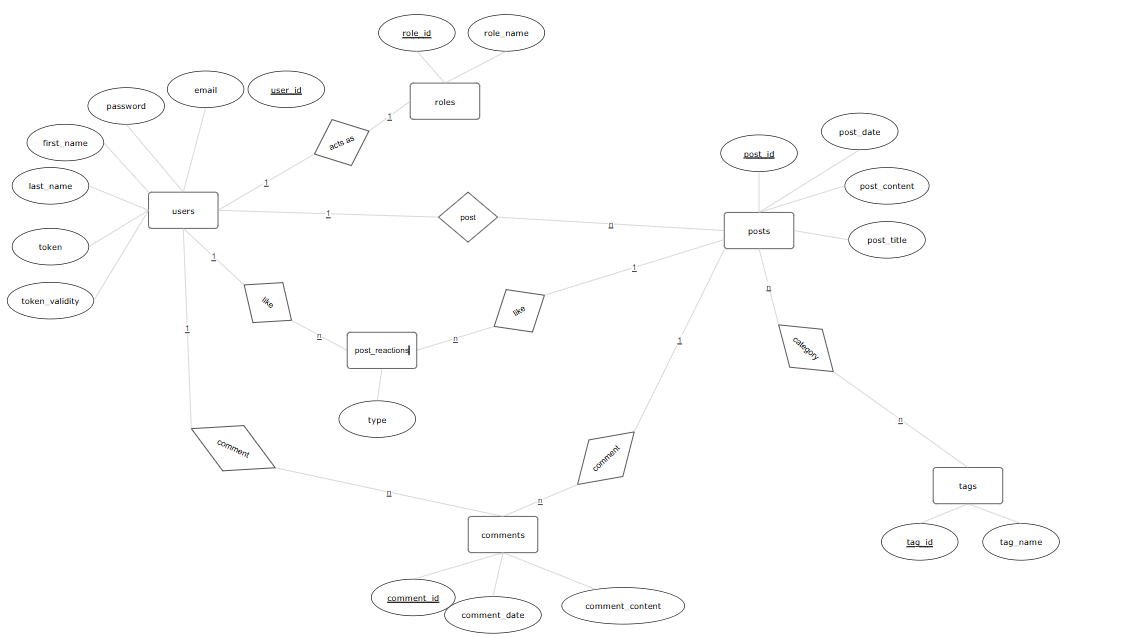 role_id
role_name
email
user_id
password
roles
1
acts as
first_name
post_date
post_id
last_name
1
post_content
users
1
post
n
posts
post_title
token
1
1
n
token_validity
like
like
1
n
n
1
post_reactions
category
type
n
comment
comment
n
n
tags
comments
tag_id
tag_name
comment_id
comment_date
comment_content